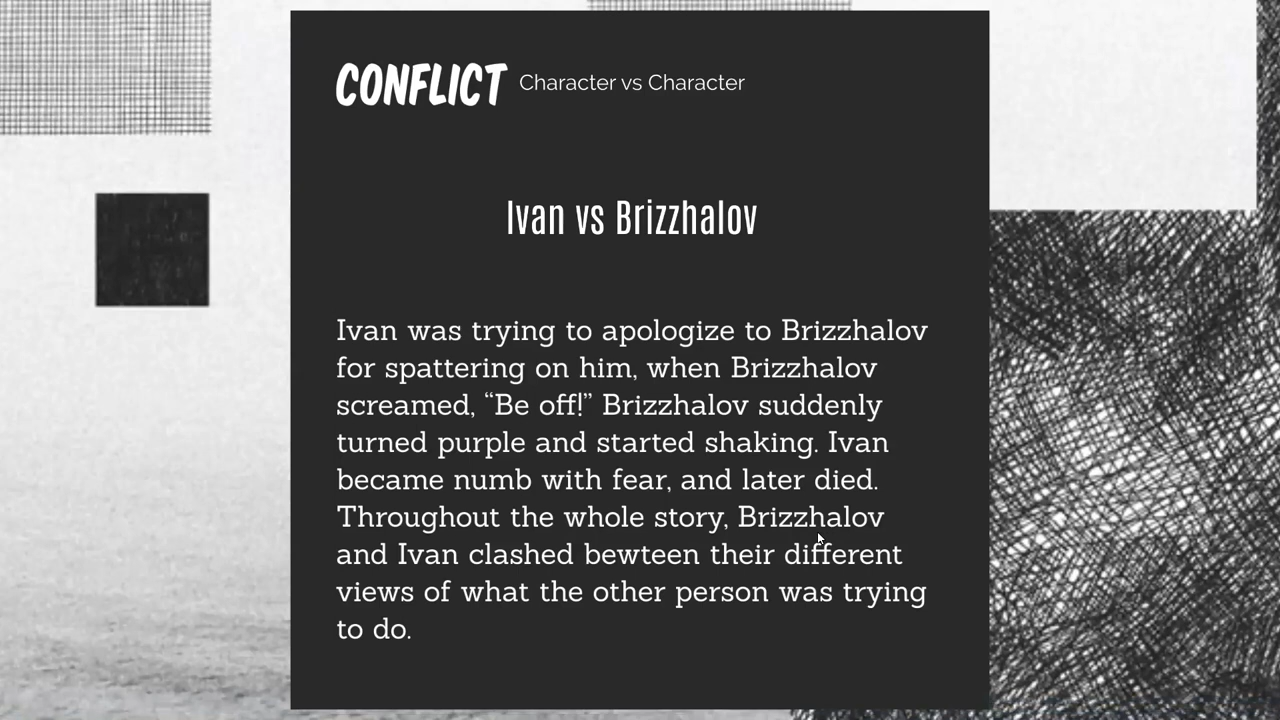 CONFLICT Character vs Character
Ivan vs Brizzhalov
Ivan was trying to apologize to Brizzhalov
for spattering on him, when Brizzhalov
screamed, “Be off!” Brizzhalov suddenly
turned purple and started shaking. Ivan
became numb with fear, and later died.
Throughout the whole story, Brizzhalov
and Ivan clashed bewteen their different
views of what the other person was trying
to do.